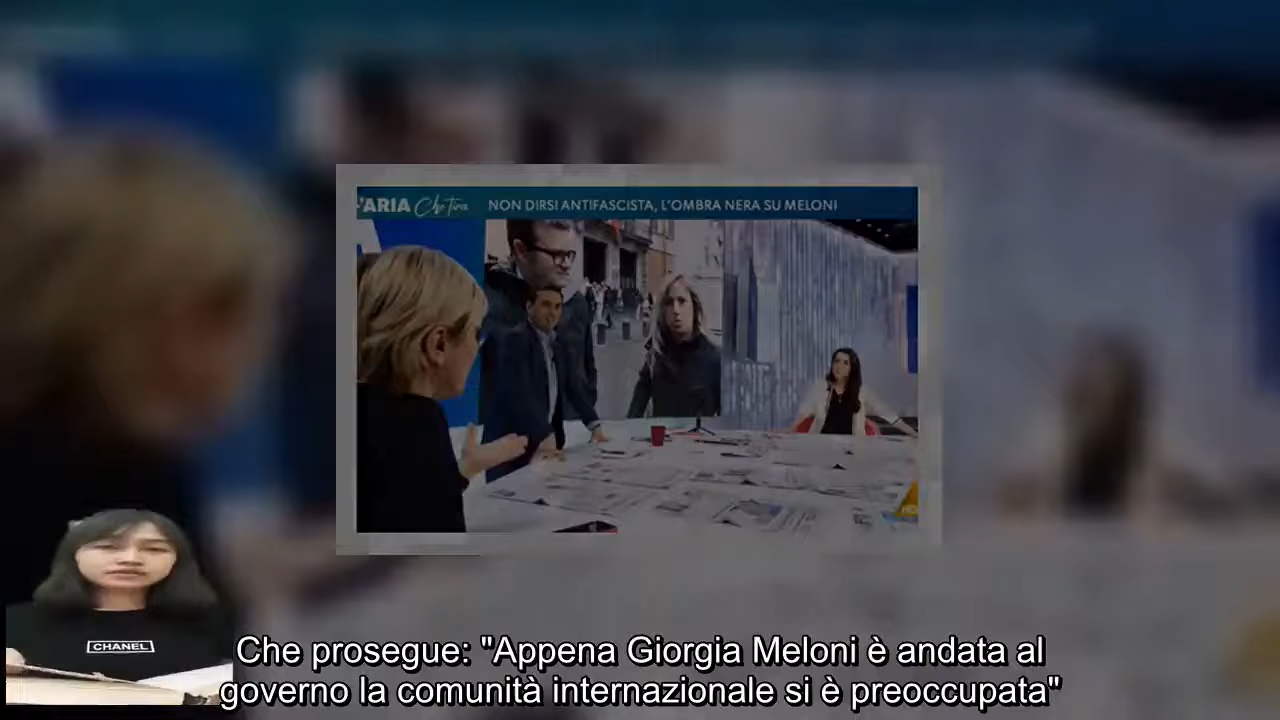 L'ARIA Che Tira NON DIRSI ANTIFASCISTA, L'OMBRA NERA SU MELONI
CHANEL
Che prosegue: "Appena Giorgia Meloni è andata al
governo la comunità internazionale si è preoccupata"